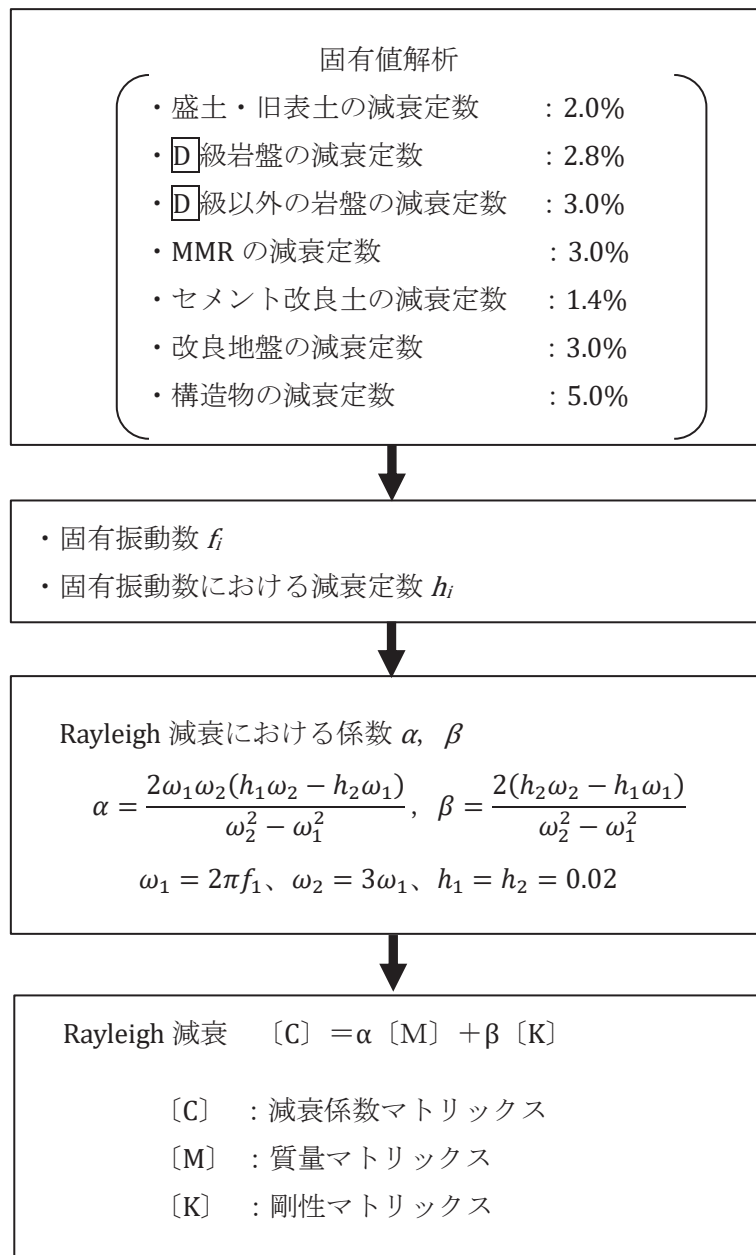 固有値解析
・盛土・旧表土の減衰定数 : 2.0%
・D級岩盤の減衰定数 : 2.8%
・D級以外の岩盤の減衰定数 : 3.0%
・MMR の減衰定数 : 3.0%
・セメント改良土の減衰定数 : 1.4%
・改良地盤の減衰定数 : 3.0%
・構造物の減衰定数 : 5.0%
・固有振動数 fᵢ
・固有振動数における減衰定数 hᵢ
Rayleigh 減衰における係数 α, β
α = 2ω₁ω₂(h₁ω₂ − h₂ω₁) / (ω₂² − ω₁²), β = 2(h₂ω₂ − h₁ω₁) / (ω₂² − ω₁²)
ω₁ = 2πf₁、ω₂ = 3ω₁、h₁ = h₂ = 0.02
Rayleigh 減衰 〔C〕＝α〔M〕＋β〔K〕
〔C〕 : 減衰係数マトリックス
〔M〕 : 質量マトリックス
〔K〕 : 剛性マトリックス